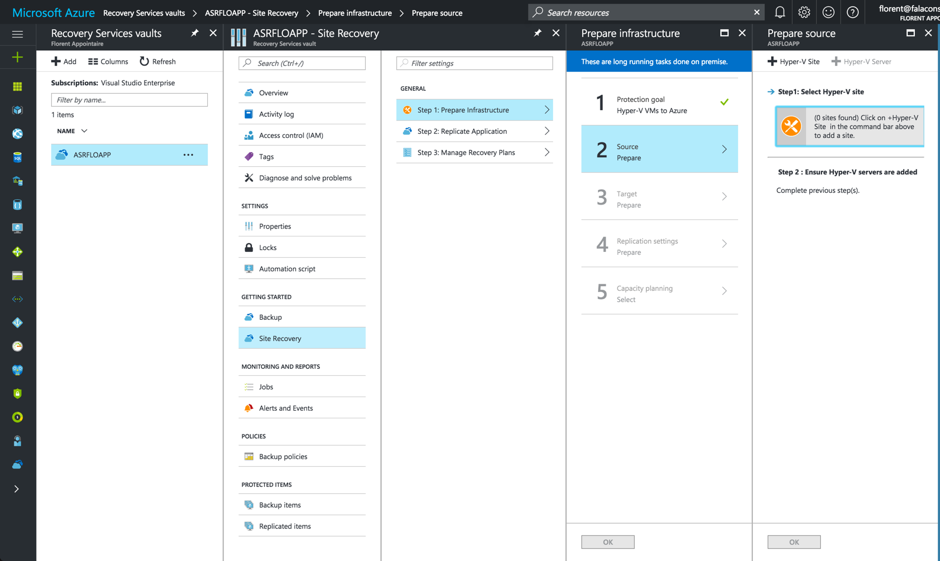 Microsoft Azure
Recovery Services vaults
ASRFLOAPP - Site Recovery
Prepare infrastructure
Prepare source
Search resources
florent@falacons
FLORENT APPO
Recovery Services vaults
Florent Appointaire
Add
Columns
Refresh
Subscriptions: Visual Studio Enterprise
Filter by name...
1 items
NAME
ASRFLOAPP
ASRFLOAPP - Site Recovery
Recovery Services vault
Search (Ctrl+/)
Overview
Activity log
Access control (IAM)
Tags
Diagnose and solve problems
SETTINGS
Properties
Locks
Automation script
GETTING STARTED
Backup
Site Recovery
MONITORING AND REPORTS
Jobs
Alerts and Events
POLICIES
Backup policies
PROTECTED ITEMS
Backup items
Replicated items
Filter settings
GENERAL
Step 1: Prepare Infrastructure
Step 2: Replicate Application
Step 3: Manage Recovery Plans
Prepare infrastructure
ASRFLOAPP
These are long running tasks done on premise.
1
Protection goal
Hyper-V VMs to Azure
2
Source
Prepare
3
Target
Prepare
4
Replication settings
Prepare
5
Capacity planning
Select
OK
Prepare source
ASRFLOAPP
Hyper-V Site
Hyper-V Server
Step1: Select Hyper-V site
(0 sites found) Click on +Hyper-V
Site in the command bar above
to add a site.
Step 2 : Ensure Hyper-V servers are added
Complete previous step(s).
OK